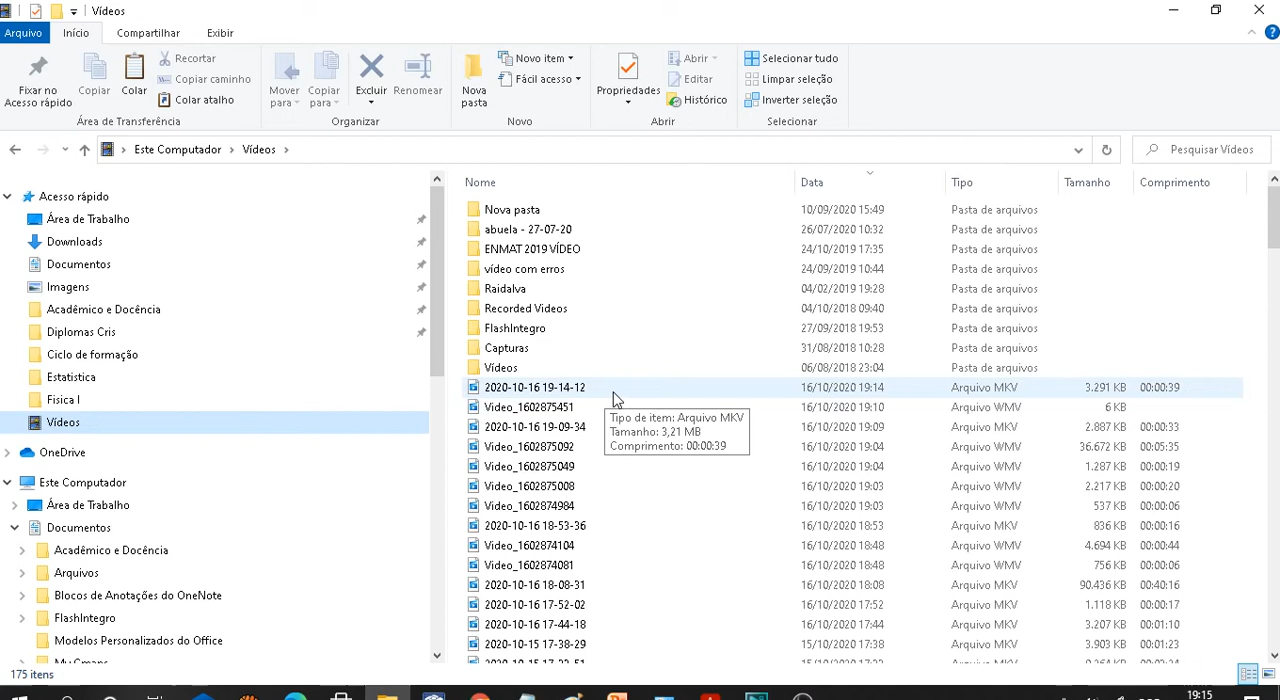 Vídeos
Arquivo Início Compartilhar Exibir
Fixar no Acesso rápido
Copiar
Colar
Recortar
Copiar caminho
Colar atalho
Área de Transferência
Mover para
Copiar para
Excluir
Renomear
Organizar
Nova pasta
Novo item
Fácil acesso
Novo
Propriedades
Abrir
Editar
Histórico
Abrir
Selecionar tudo
Limpar seleção
Inverter seleção
Selecionar
Este Computador > Vídeos >
Pesquisar Vídeos
Acesso rápido
Área de Trabalho
Downloads
Documentos
Imagens
Acadêmico e Docência
Diplomas Cris
Ciclo de formação
Estatistica
Fisica I
Vídeos
OneDrive
Este Computador
Área de Trabalho
Documentos
Acadêmico e Docência
Arquivos
Blocos de Anotações do OneNote
FlashIntegro
Modelos Personalizados do Office
My Cmaps
Nome Data Tipo Tamanho Comprimento
Nova pasta 10/09/2020 15:49 Pasta de arquivos
abuela - 27-07-20 26/07/2020 10:32 Pasta de arquivos
ENMAT 2019 VÍDEO 24/10/2019 17:35 Pasta de arquivos
vídeo com erros 24/09/2019 10:44 Pasta de arquivos
Raidalva 04/02/2019 19:28 Pasta de arquivos
Recorded Videos 04/10/2018 09:40 Pasta de arquivos
FlashIntegro 27/09/2018 19:53 Pasta de arquivos
Capturas 31/08/2018 10:28 Pasta de arquivos
Vídeos 06/08/2018 23:04 Pasta de arquivos
2020-10-16 19-14-12 16/10/2020 19:14 Arquivo MKV 3.291 KB 00:00:39
Video_1602875451 16/10/2020 19:10 Arquivo WMV 6 KB
2020-10-16 19-09-34 16/10/2020 19:09 Arquivo MKV 2.887 KB 00:00:33
Video_1602875092 16/10/2020 19:04 Arquivo WMV 36.672 KB 00:05:35
Video_1602875049 16/10/2020 19:04 Arquivo WMV 1.287 KB 00:00:19
Video_1602875008 16/10/2020 19:03 Arquivo WMV 2.217 KB 00:00:20
Video_1602874984 16/10/2020 19:03 Arquivo WMV 537 KB 00:00:06
2020-10-16 18-53-36 16/10/2020 18:53 Arquivo MKV 836 KB 00:00:16
Video_1602874104 16/10/2020 18:48 Arquivo WMV 4.694 KB 00:00:44
Video_1602874081 16/10/2020 18:48 Arquivo WMV 756 KB 00:00:06
2020-10-16 18-08-31 16/10/2020 18:08 Arquivo MKV 90.436 KB 00:40:16
2020-10-16 17-52-02 16/10/2020 17:52 Arquivo MKV 1.118 KB 00:00:17
2020-10-16 17-44-18 16/10/2020 17:44 Arquivo MKV 3.207 KB 00:01:10
2020-10-15 17-38-29 15/10/2020 17:38 Arquivo MKV 3.903 KB 00:01:23
Tipo de item: Arquivo MKV
Tamanho: 3,21 MB
Comprimento: 00:00:39
175 itens
19:15